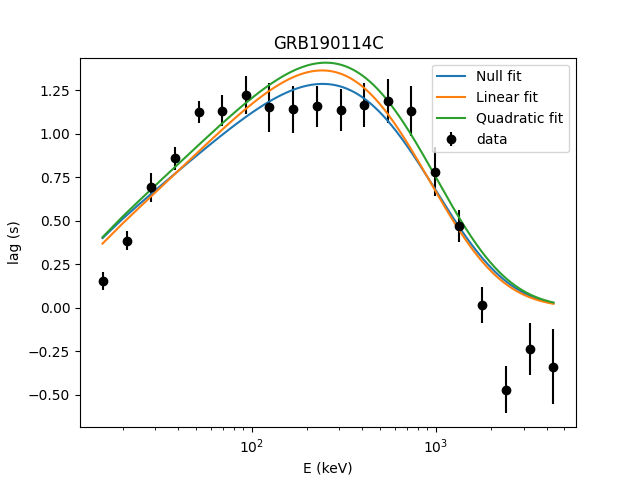 GRB190114C
1.25
1.00
0.75
0.50
0.25
0.00
−0.25
−0.50
lag (s)
Null fit
Linear fit
Quadratic fit
data
10²
10³
E (keV)